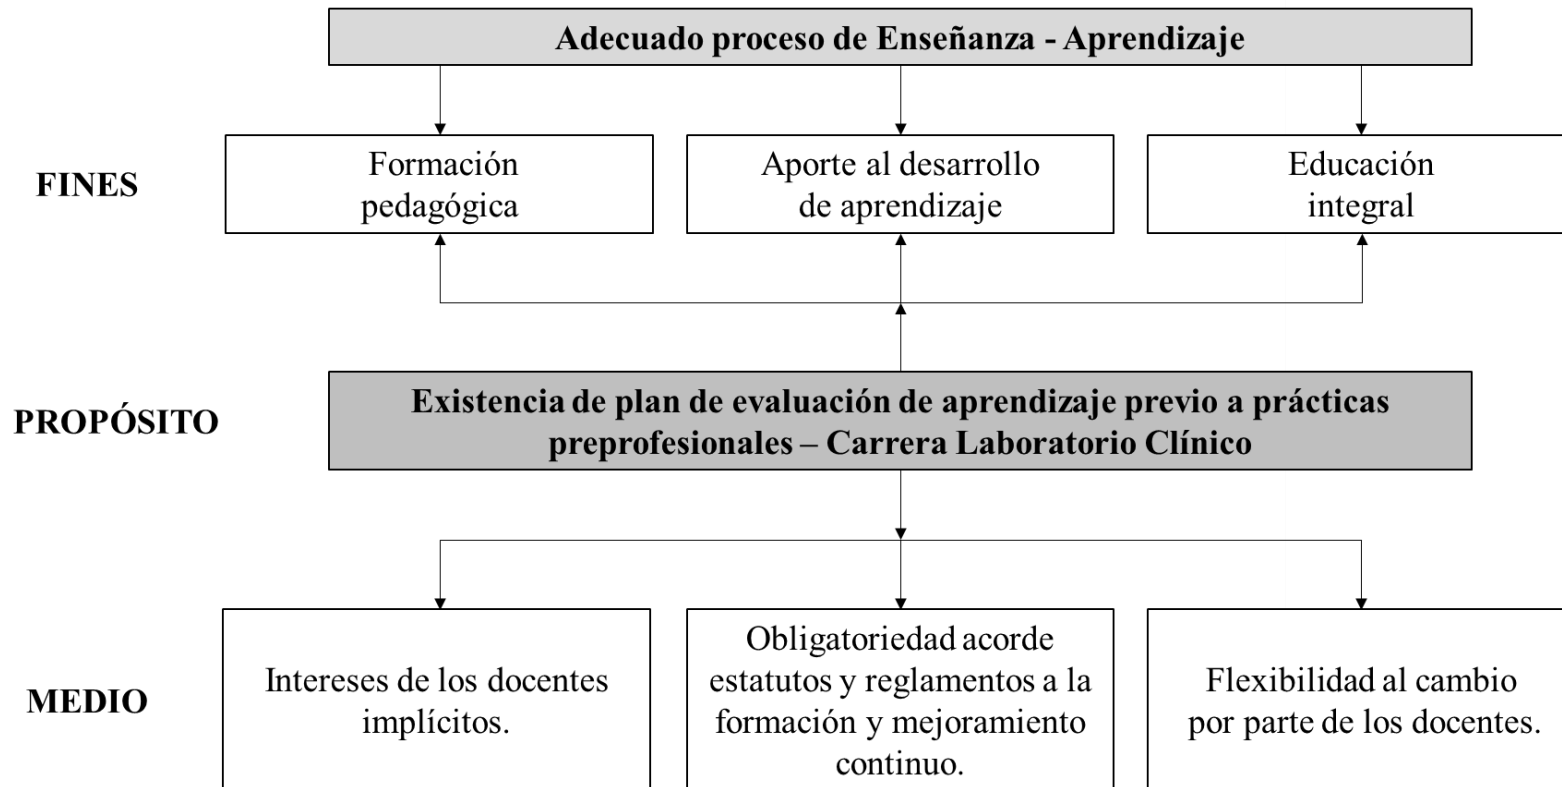 Adecuado proceso de Enseñanza - Aprendizaje
FINES
Formación
pedagógica
Aporte al desarrollo
de aprendizaje
Educación
integral
PROPÓSITO
Existencia de plan de evaluación de aprendizaje previo a prácticas
preprofesionales – Carrera Laboratorio Clínico
MEDIO
Intereses de los docentes
implícitos.
Obligatoriedad acorde
estatutos y reglamentos a la
formación y mejoramiento
continuo.
Flexibilidad al cambio
por parte de los docentes.